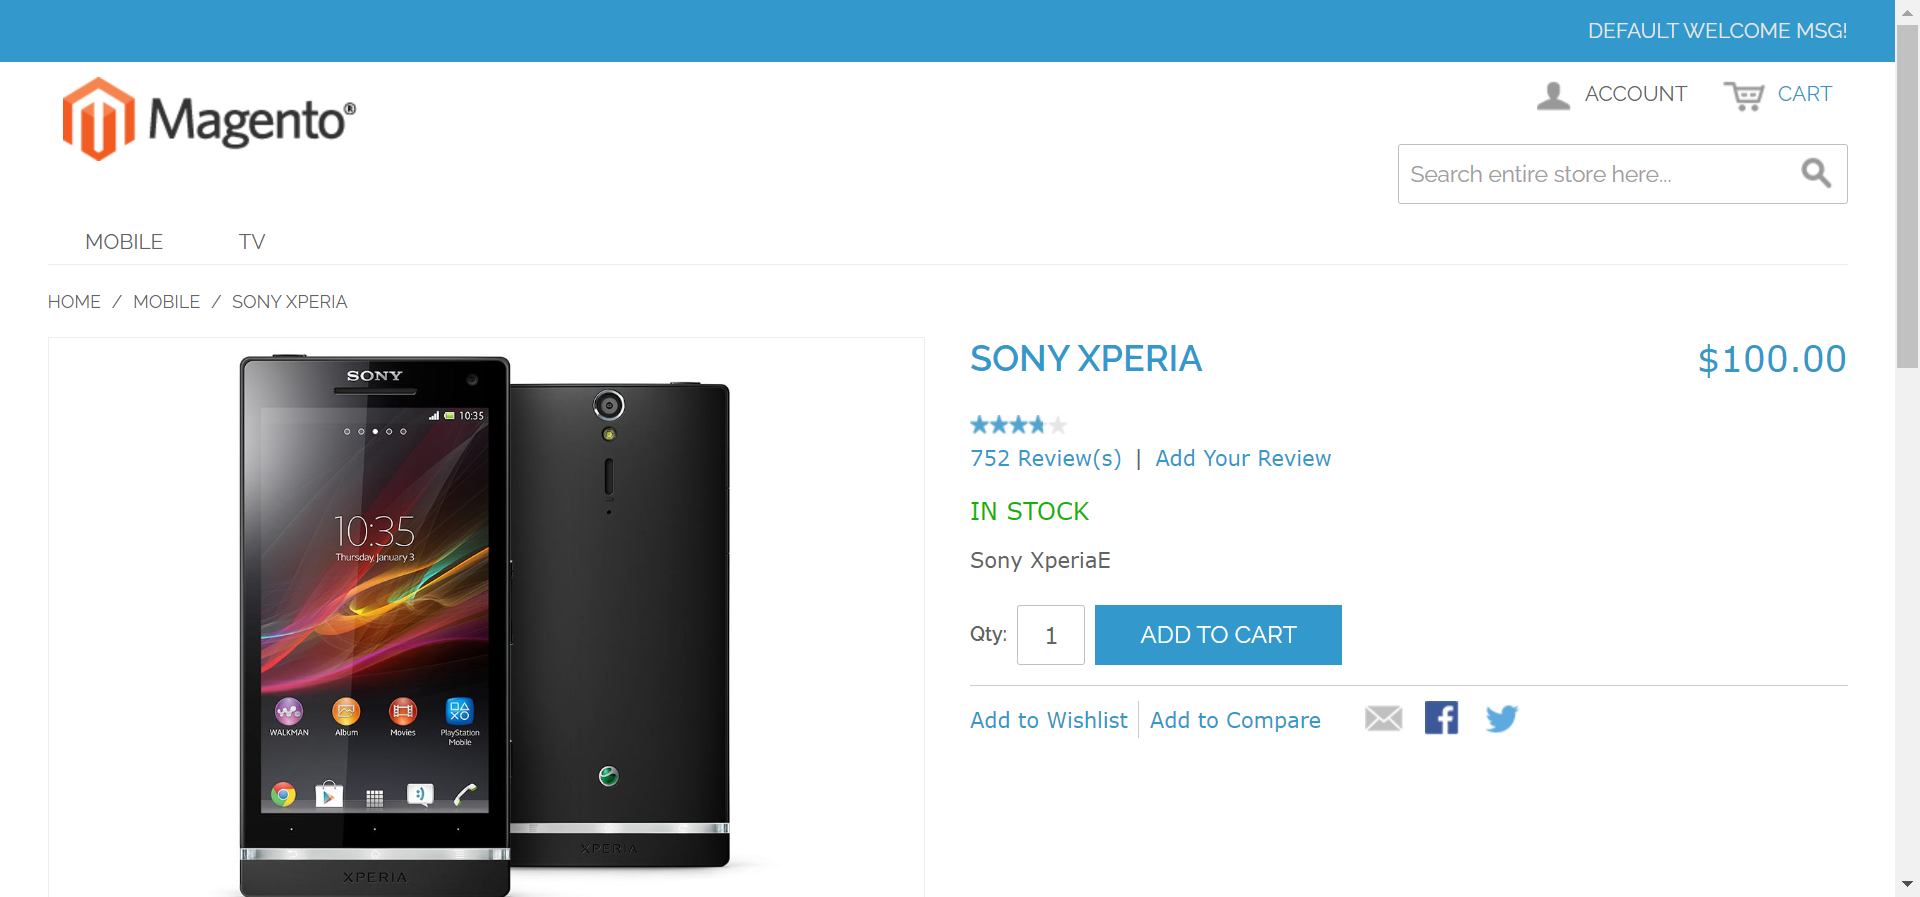 DEFAULT WELCOME MSG!
Magento®
ACCOUNT
CART
Search entire store here...
MOBILE
TV
HOME / MOBILE / SONY XPERIA
SONY XPERIA
$100.00
752 Review(s) | Add Your Review
IN STOCK
Sony XperiaE
Qty: 1 ADD TO CART
Add to Wishlist Add to Compare
SONY
10:35
10:35
Thursday, January 3
WALKMAN Album Movies PlayStation Mobile
XPERIA
XPERIA